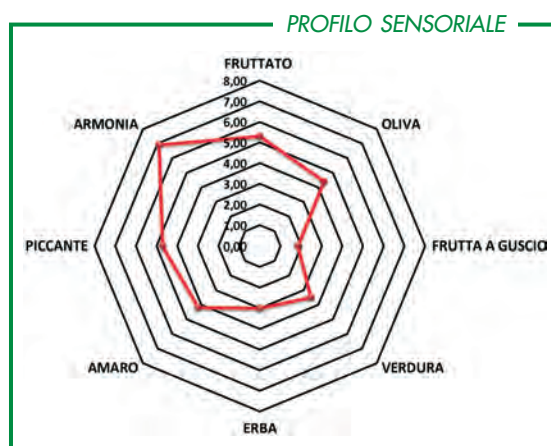 PROFILO SENSORIALE
FRUTTATO
8,00
7,00
ARMONIA
6,00
OLIVA
5,00
4,00
3,00
2,00
1,00
PICCANTE
0,00
FRUTTA A GUSCIO
AMARO
VERDURA
ERBA